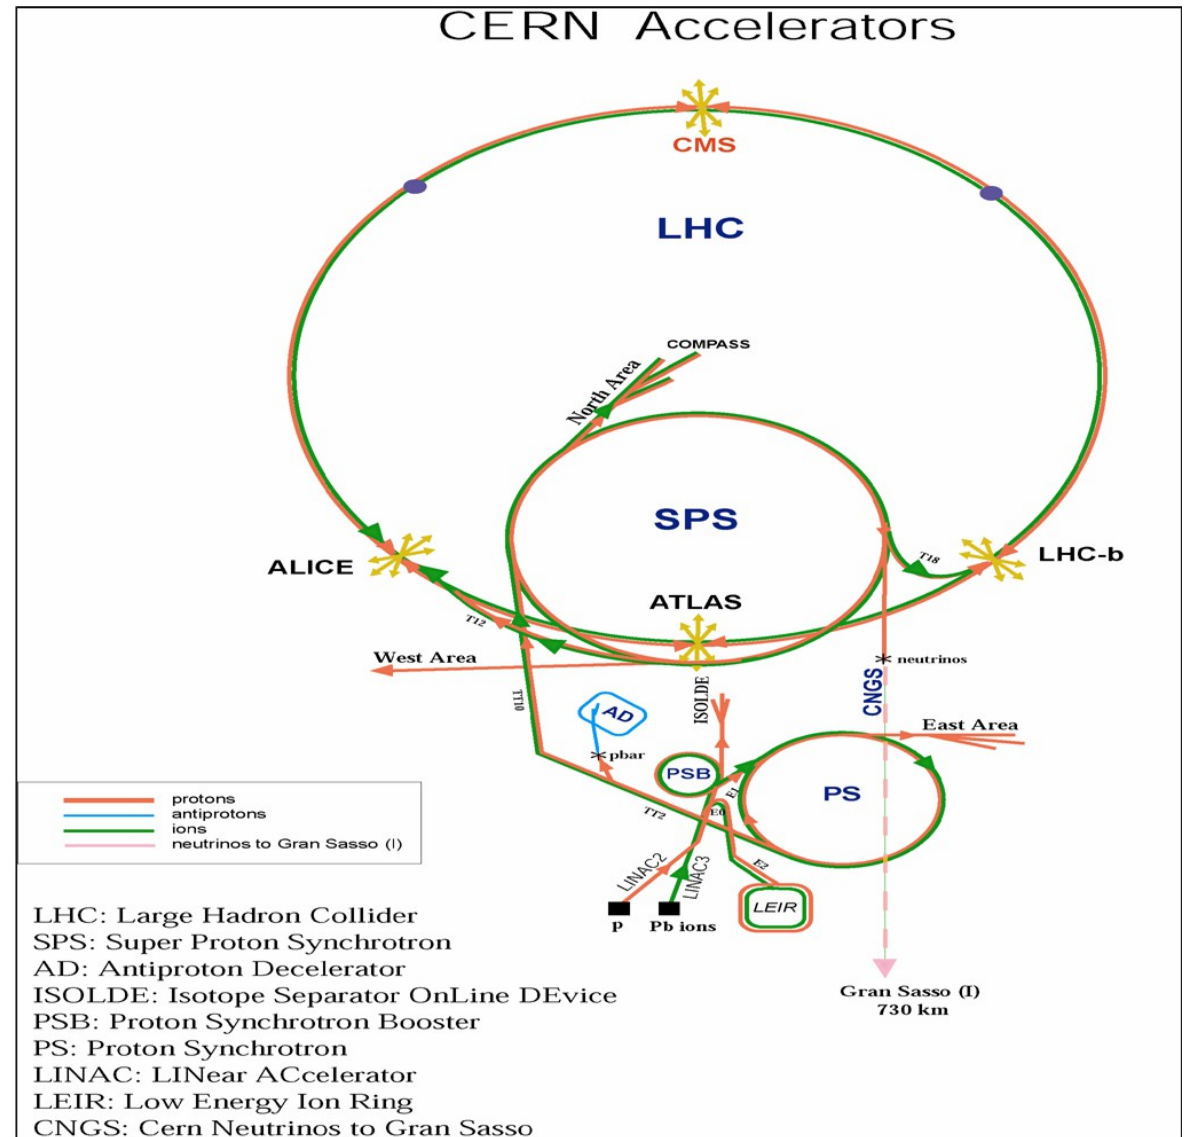 CERN Accelerators
CMS
LHC
COMPASS
North Area
SPS
T18
ALICE
LHC-b
ATLAS
T12
West Area
neutrinos
TT10
ISOLDE
CNGS
AD
East Area
pbar
PSB
PS
E1
E0
TT2
E2
LINAC2
LINAC3
LEIR
p
Pb ions
Gran Sasso (I)
730 km
protons
antiprotons
ions
neutrinos to Gran Sasso (I)
LHC: Large Hadron Collider
SPS: Super Proton Synchrotron
AD: Antiproton Decelerator
ISOLDE: Isotope Separator OnLine DEvice
PSB: Proton Synchrotron Booster
PS: Proton Synchrotron
LINAC: LINear ACcelerator
LEIR: Low Energy Ion Ring
CNGS: Cern Neutrinos to Gran Sasso